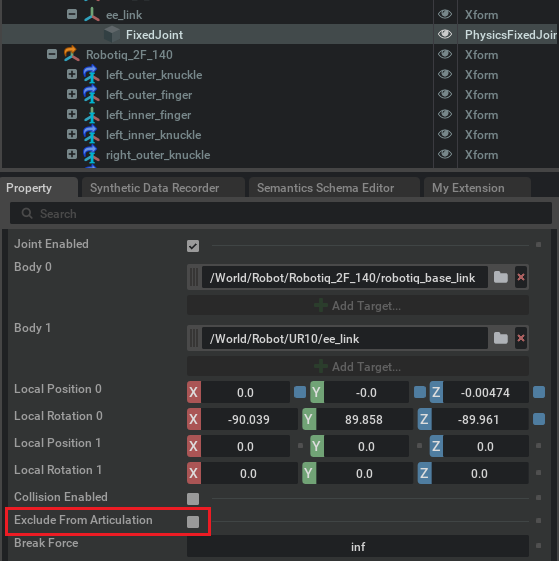 ee_link Xform
FixedJoint PhysicsFixedJoin
Robotiq_2F_140 Xform
left_outer_knuckle Xform
left_outer_finger Xform
left_inner_finger Xform
left_inner_knuckle Xform
right_outer_knuckle Xform
Property Synthetic Data Recorder Semantics Schema Editor My Extension
Search
Joint Enabled
Body 0 /World/Robot/Robotiq_2F_140/robotiq_base_link
Add Target...
Body 1 /World/Robot/UR10/ee_link
Add Target...
Local Position 0 X 0.0 Y -0.0 Z -0.00474
Local Rotation 0 X -90.039 Y 89.858 Z -89.961
Local Position 1 X 0.0 Y 0.0 Z 0.0
Local Rotation 1 X 0.0 Y 0.0 Z 0.0
Collision Enabled
Exclude From Articulation
Break Force inf